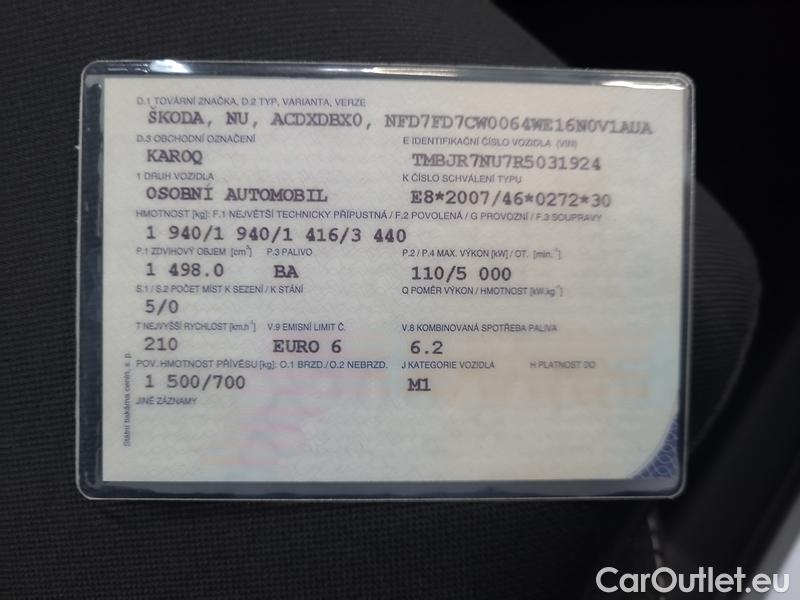 D.1 TOVÁRNÍ ZNAČKA, D.2 TYP, VARIANTA, VERZE
ŠKODA, NU, ACDXDBX0, NFD7FD7CW0064WE16N0V1AUA
D.3 OBCHODNÍ OZNAČENÍ E IDENTIFIKAČNÍ ČÍSLO VOZIDLA (VIN)
KAROQ TMBJR7NU7R5031924
1 DRUH VOZIDLA K ČÍSLO SCHVÁLENÍ TYPU
OSOBNÍ AUTOMOBIL E8*2007/46*0272*30
HMOTNOST [kg]: F.1 NEJVĚTŠÍ TECHNICKY PŘÍPUSTNÁ / F.2 POVOLENÁ / G PROVOZNÍ / F.3 SOUPRAVY
1 940/1 940/1 416/3 440
P.1 ZDVIHOVÝ OBJEM [cm³] P.3 PALIVO P.2 / P.4 MAX. VÝKON [kW] / OT. [min.⁻¹]
1 498.0 BA 110/5 000
S.1 / S.2 POČET MÍST K SEZENÍ / K STÁNÍ Q POMĚR VÝKON / HMOTNOST [kW.kg⁻¹]
5/0
T NEJVYŠŠÍ RYCHLOST [km.h⁻¹] V.9 EMISNÍ LIMIT Č. V.8 KOMBINOVANÁ SPOTŘEBA PALIVA
210 EURO 6 6.2
POV. HMOTNOST PŘÍVĚSU [kg]: O.1 BRZD./O.2 NEBRZD. J KATEGORIE VOZIDLA H PLATNOST DO
1 500/700 M1
JINÉ ZÁZNAMY
Státní tiskárna cenin, s. p.
CarOutlet.eu